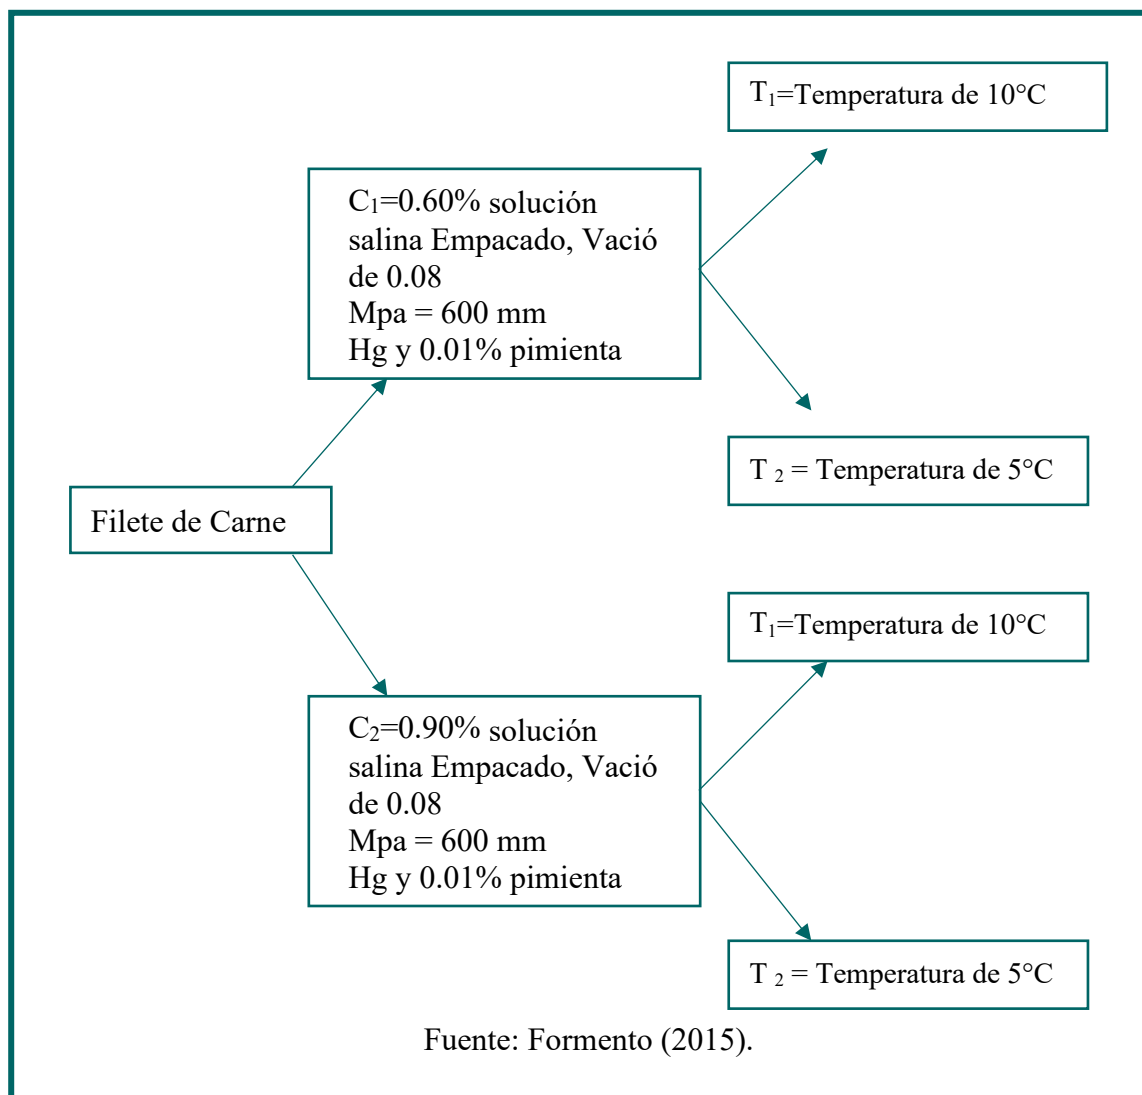 T1=Temperatura de 10°C
C1=0.60% solución
salina Empacado, Vació
de 0.08
Mpa = 600 mm
Hg y 0.01% pimienta
T 2 = Temperatura de 5°C
Filete de Carne
T1=Temperatura de 10°C
C2=0.90% solución
salina Empacado, Vació
de 0.08
Mpa = 600 mm
Hg y 0.01% pimienta
T 2 = Temperatura de 5°C
Fuente: Formento (2015).